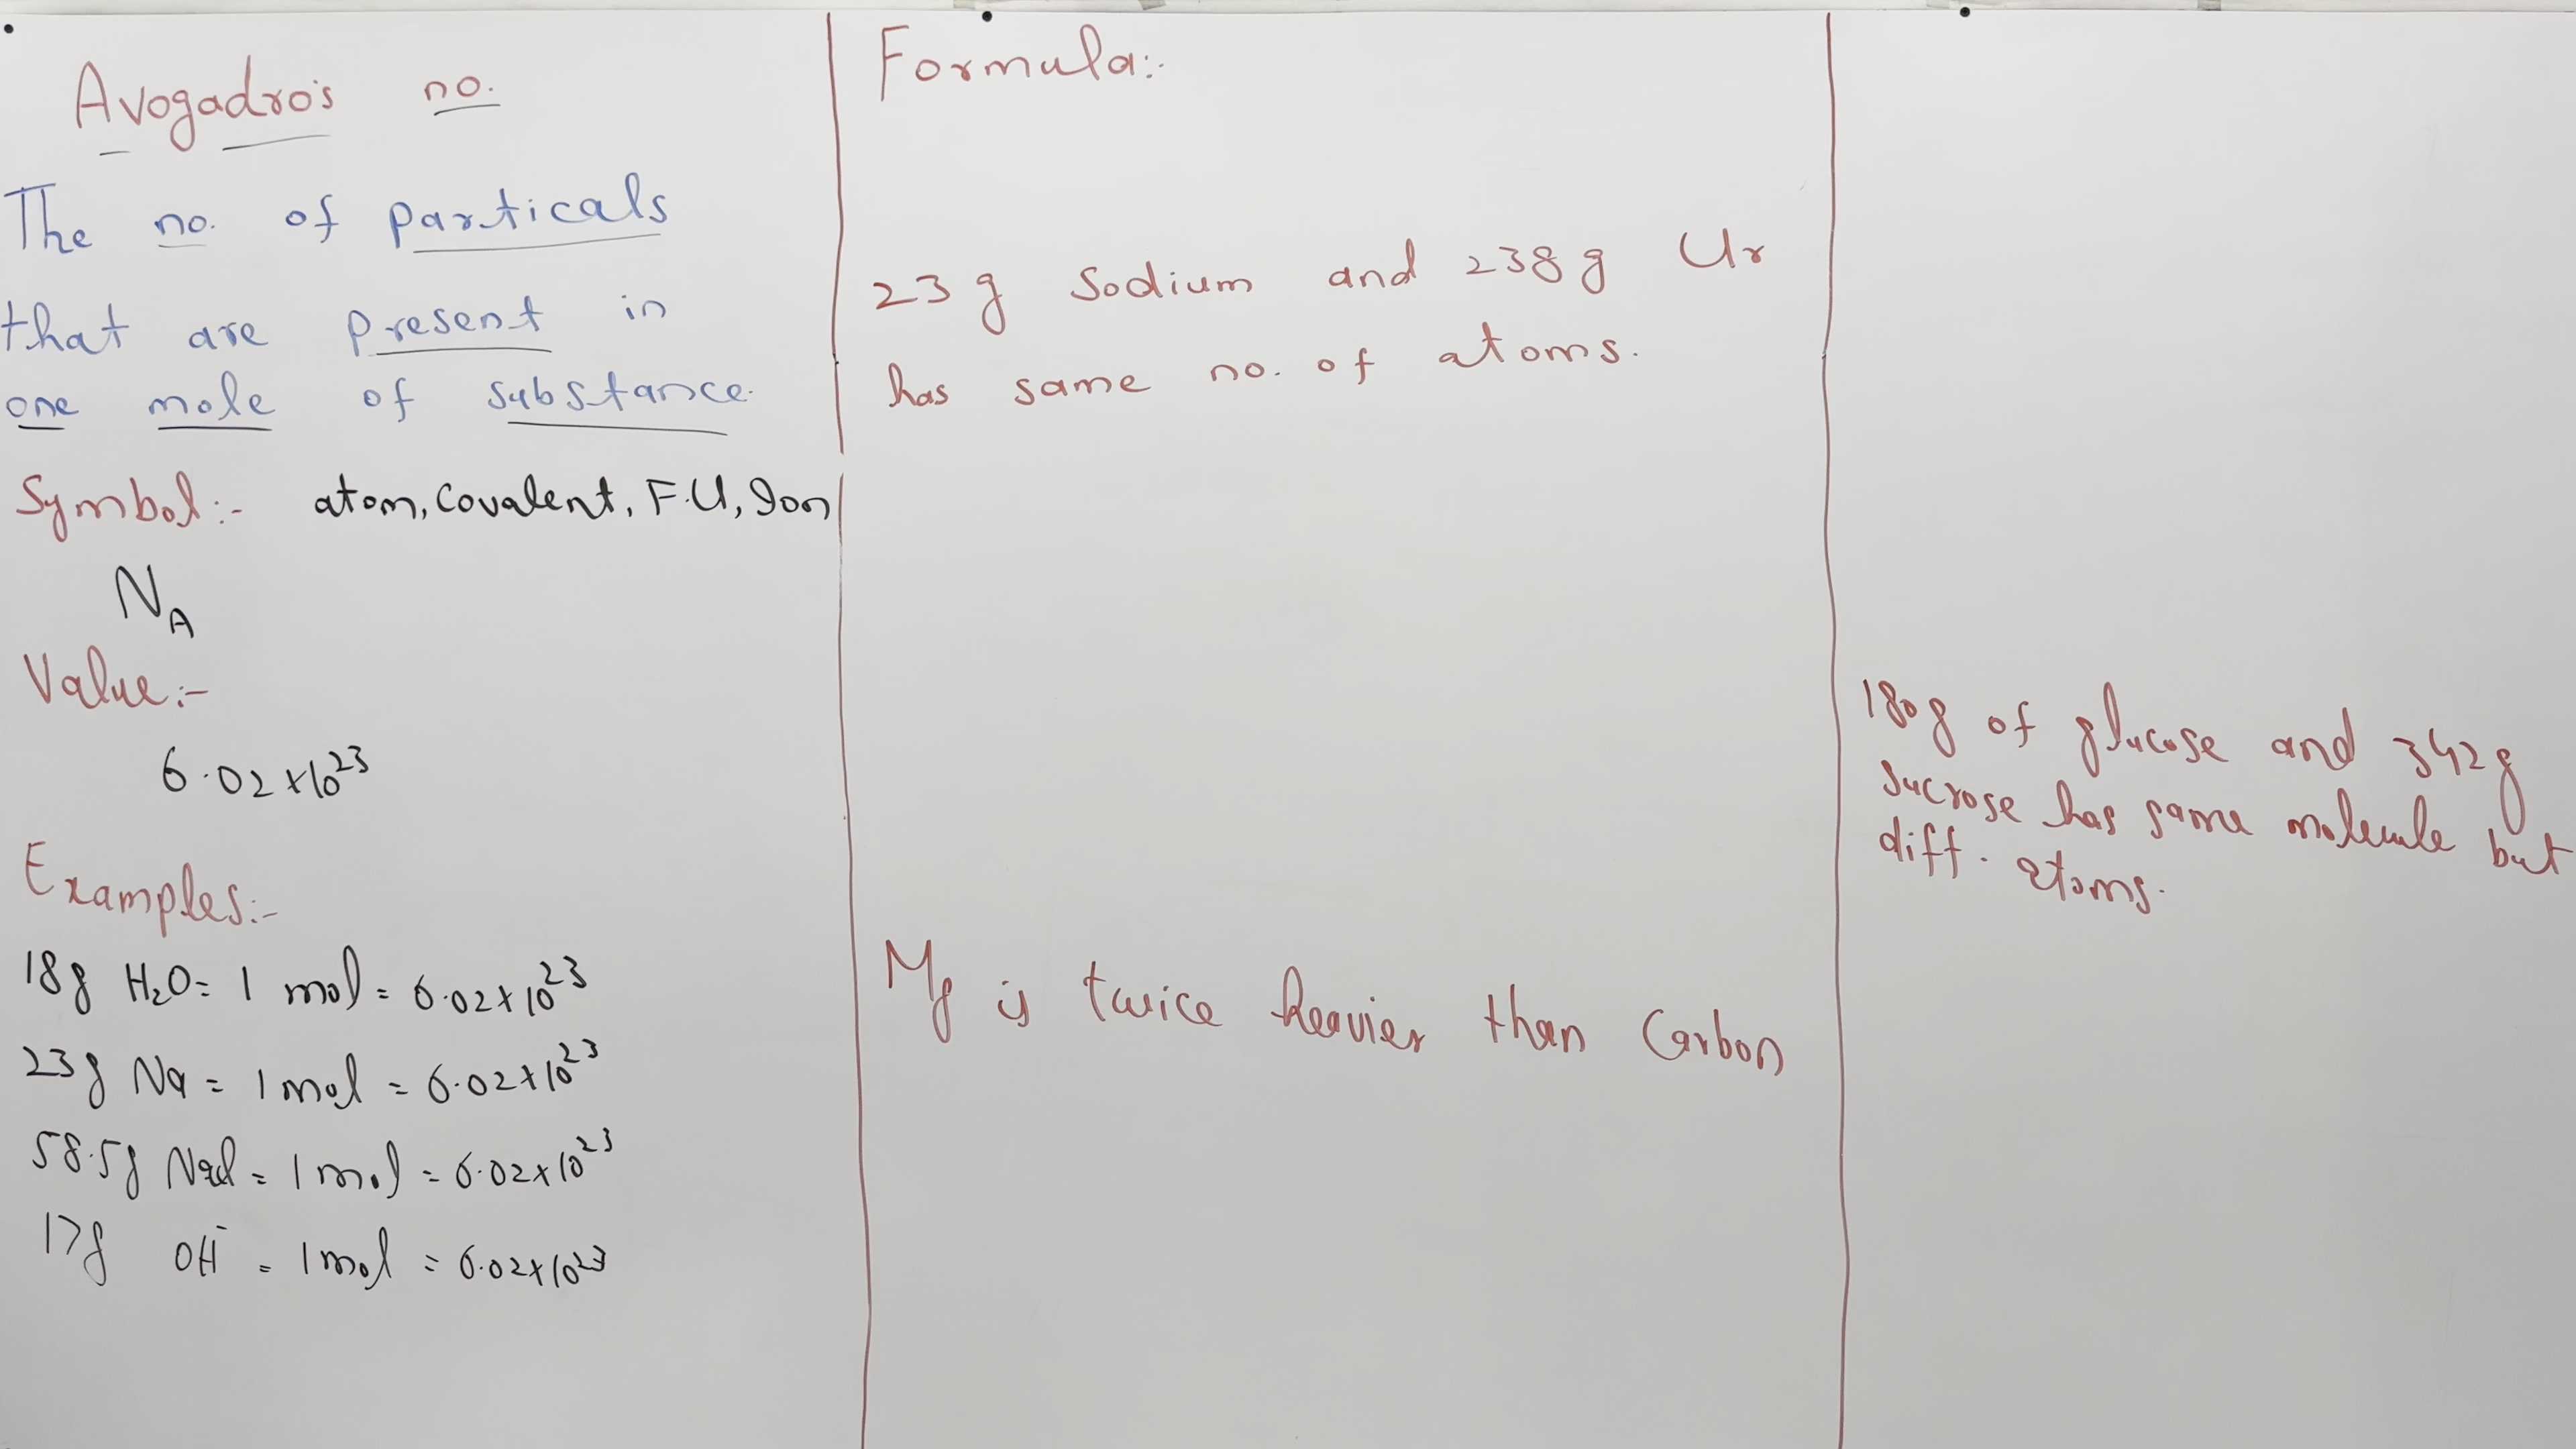 Avogadro's no.
The no. of particals
that are present in
one mole of substance.
Symbol:- atom, Covalent, F.U, Ion
NA
Value:-
6.02×10²³
Examples:-
18g H₂O = 1 mol = 6.02×10²³
23g Na = 1 mol = 6.02×10²³
58.5g NaCl = 1 mol = 6.02×10²³
17g OH⁻ = 1 mol = 6.02×10²³
Formula:-
23 g Sodium and 238 g Ur
has same no. of atoms.
Mg is twice heavier than Carbon
180g of glucose and 342g
Sucrose has same molecule but
diff. atoms.